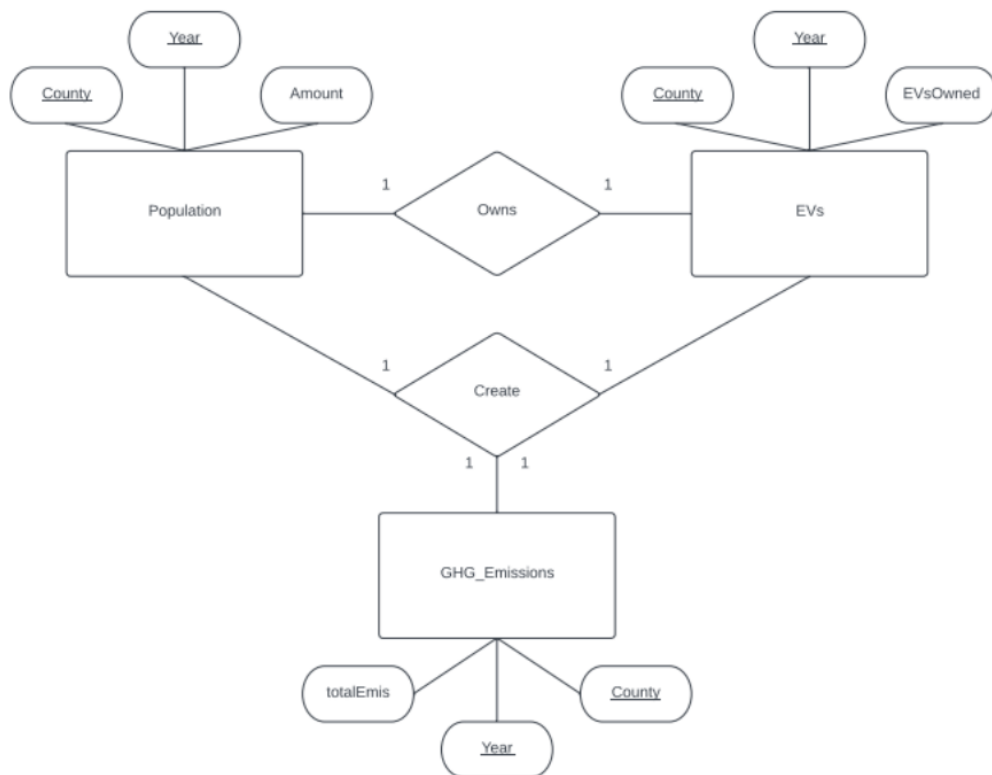 Year
Year
County
Amount
County
EVsOwned
1
1
Population
Owns
EVs
1
1
Create
1
1
GHG_Emissions
totalEmis
County
Year